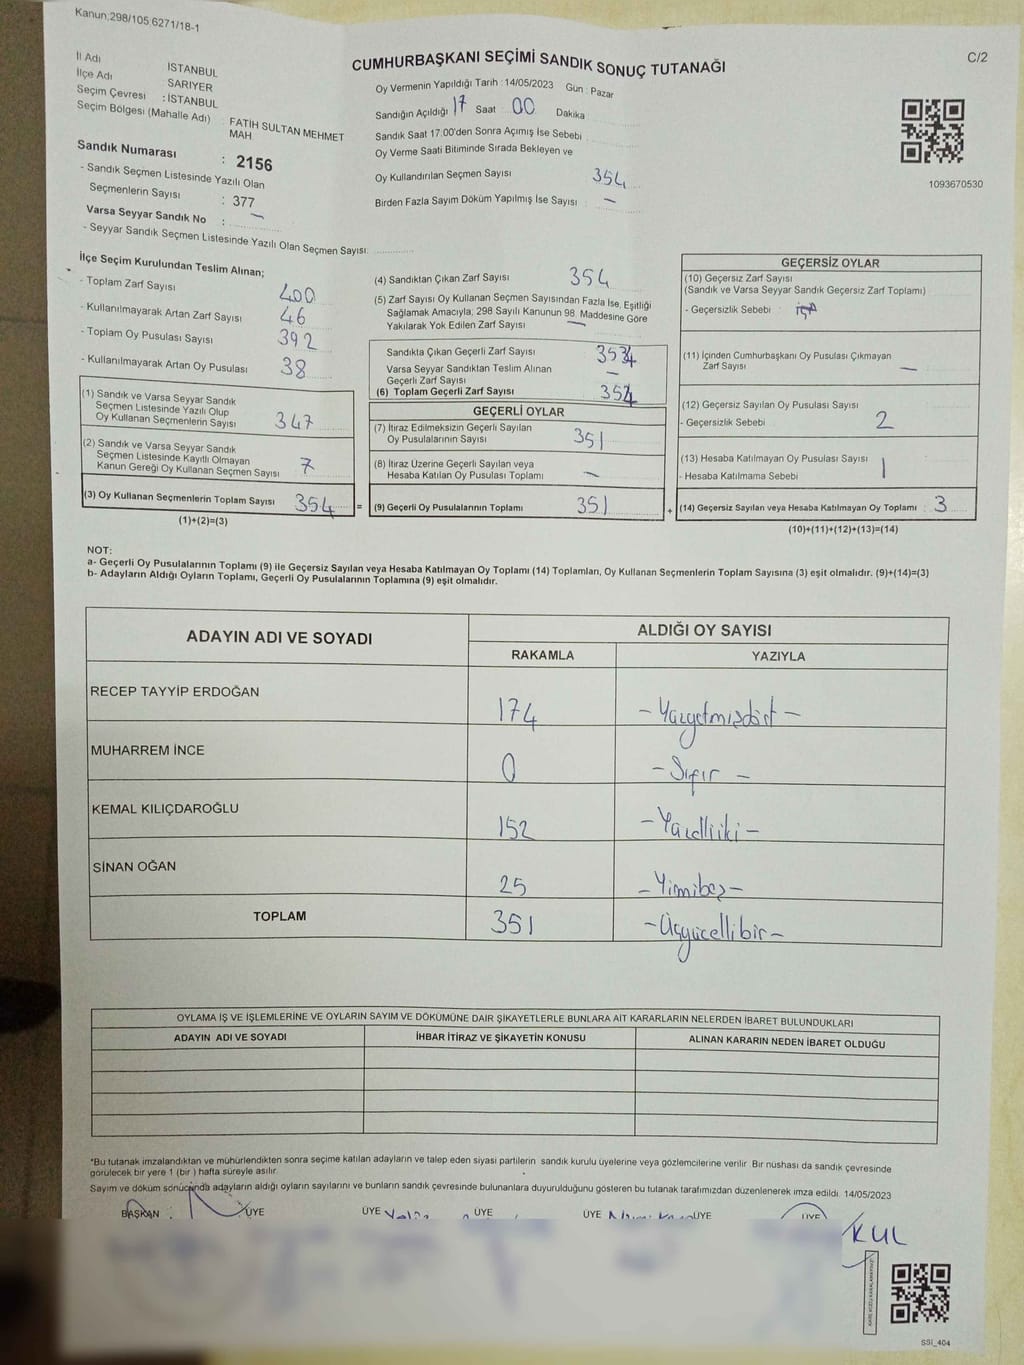 Kanun;298/105,6271/18-1
C/2
CUMHURBAŞKANI SEÇİMİ SANDIK SONUÇ TUTANAĞI
İl Adı İSTANBUL
İlçe Adı SARIYER
Seçim Çevresi : İSTANBUL
Seçim Bölgesi (Mahalle Adı) : FATİH SULTAN MEHMET MAH
Sandık Numarası : 2156
- Sandık Seçmen Listesinde Yazılı Olan
Seçmenlerin Sayısı : 377
Varsa Seyyar Sandık No : —
- Seyyar Sandık Seçmen Listesinde Yazılı Olan Seçmen Sayısı:
Oy Vermenin Yapıldığı Tarih : 14/05/2023 Gün : Pazar
Sandığın Açıldığı 17 Saat 00 Dakika
Sandık Saat 17.00'den Sonra Açımış İse Sebebi
Oy Verme Saati Bitiminde Sırada Bekleyen ve
Oy Kullandırılan Seçmen Sayısı 354
Birden Fazla Sayım Döküm Yapılmış İse Sayısı —
1093670530
İlçe Seçim Kurulundan Teslim Alınan;
- Toplam Zarf Sayısı 400
- Kullanılmayarak Artan Zarf Sayısı 46
- Toplam Oy Pusulası Sayısı 392
- Kullanılmayarak Artan Oy Pusulası 38
(1) Sandık ve Varsa Seyyar Sandık
Seçmen Listesinde Yazılı Olup
Oy Kullanan Seçmenlerin Sayısı 347
(2) Sandık ve Varsa Seyyar Sandık
Seçmen Listesinde Kayıtlı Olmayan
Kanun Gereği Oy Kullanan Seçmen Sayısı 7
(3) Oy Kullanan Seçmenlerin Toplam Sayısı 354 =
(1)+(2)=(3)
(4) Sandıktan Çıkan Zarf Sayısı 354
(5) Zarf Sayısı Oy Kullanan Seçmen Sayısından Fazla İse, Eşitliği
Sağlamak Amacıyla; 298 Sayılı Kanunun 98. Maddesine Göre
Yakılarak Yok Edilen Zarf Sayısı —
Sandıkta Çıkan Geçerli Zarf Sayısı 354
Varsa Seyyar Sandıktan Teslim Alınan
Geçerli Zarf Sayısı —
(6) Toplam Geçerli Zarf Sayısı 354
GEÇERLİ OYLAR
(7) İtiraz Edilmeksizin Geçerli Sayılan
Oy Pusulalarının Sayısı 351
(8) İtiraz Üzerine Geçerli Sayılan veya
Hesaba Katılan Oy Pusulası Toplamı —
(9) Geçerli Oy Pusulalarının Toplamı 351 +
GEÇERSİZ OYLAR
(10) Geçersiz Zarf Sayısı
(Sandık ve Varsa Seyyar Sandık Geçersiz Zarf Toplamı)
- Geçersizlik Sebebi :
(11) İçinden Cumhurbaşkanı Oy Pusulası Çıkmayan
Zarf Sayısı —
(12) Geçersiz Sayılan Oy Pusulası Sayısı
- Geçersizlik Sebebi 2
(13) Hesaba Katılmayan Oy Pusulası Sayısı
- Hesaba Katılmama Sebebi 1
(14) Geçersiz Sayılan veya Hesaba Katılmayan Oy Toplamı : 3
(10)+(11)+(12)+(13)=(14)
NOT:
a- Geçerli Oy Pusulalarının Toplamı (9) ile Geçersiz Sayılan veya Hesaba Katılmayan Oy Toplamı (14) Toplamları, Oy Kullanan Seçmenlerin Toplam Sayısına (3) eşit olmalıdır. (9)+(14)=(3)
b- Adayların Aldığı Oyların Toplamı, Geçerli Oy Pusulalarının Toplamına (9) eşit olmalıdır.
ADAYIN ADI VE SOYADI ALDIĞI OY SAYISI
RAKAMLA YAZIYLA
RECEP TAYYİP ERDOĞAN 174 - Yüzyetmişdört -
MUHARREM İNCE 0 - Sıfır -
KEMAL KILIÇDAROĞLU 152 - Yüzelliiki -
SİNAN OĞAN 25 - Yirmibeş -
TOPLAM 351 - Üçyüzellibir -
OYLAMA İŞ VE İŞLEMLERİNE VE OYLARIN SAYIM VE DÖKÜMÜNE DAİR ŞİKAYETLERLE BUNLARA AİT KARARLARIN NELERDEN İBARET BULUNDUKLARI
ADAYIN ADI VE SOYADI İHBAR İTİRAZ VE ŞİKAYETİN KONUSU ALINAN KARARIN NEDEN İBARET OLDUĞU
*Bu tutanak imzalandıktan ve mühürlendikten sonra seçime katılan adayların ve talep eden siyasi partilerin sandık kurulu üyelerine veya gözlemcilerine verilir. Bir nüshası da sandık çevresinde
görülecek bir yere 1 (bir ) hafta süreyle asılır.
Sayım ve döküm sonucunda adayların aldığı oyların sayılarını ve bunların sandık çevresinde bulunanlara duyurulduğunu gösteren bu tutanak tarafımızdan düzenlenerek imza edildi. 14/05/2023
BAŞKAN ÜYE ÜYE ÜYE ÜYE ÜYE ÜYE
KUL
SSİ_404